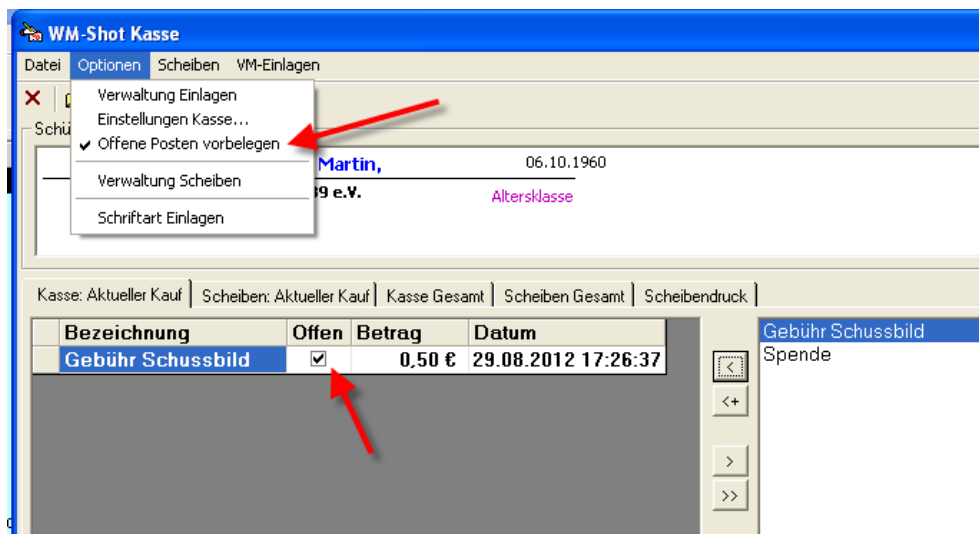 WM-Shot Kasse
Datei Optionen Scheiben VM-Einlagen
Verwaltung Einlagen
Einstellungen Kasse...
Offene Posten vorbelegen
Verwaltung Scheiben
Schriftart Einlagen
Schü
Martin, 06.10.1960
39 e.V. Altersklasse
Kasse: Aktueller Kauf Scheiben: Aktueller Kauf Kasse Gesamt Scheiben Gesamt Scheibendruck
Bezeichnung Offen Betrag Datum
Gebühr Schussbild 0,50 € 29.08.2012 17:26:37
<
<+
>
>>
Gebühr Schussbild
Spende